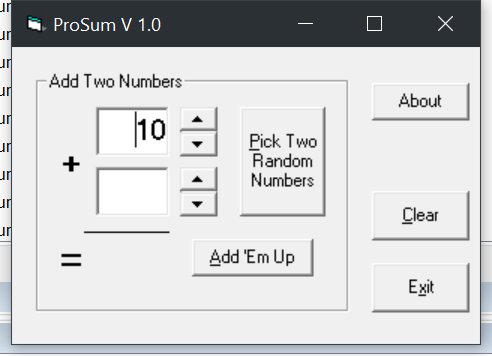 ProSum V 1.0
Add Two Numbers
10
+
=
Pick Two
Random
Numbers
Add 'Em Up
About
Clear
Exit